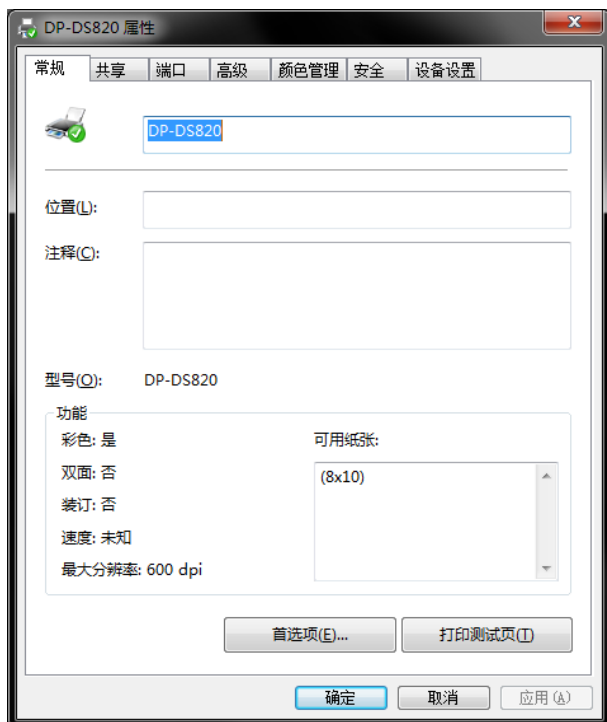 DP-DS820 属性
常规 共享 端口 高级 颜色管理 安全 设备设置
DP-DS820
位置(L):
注释(C):
型号(O): DP-DS820
功能
彩色: 是 可用纸张:
双面: 否 (8x10)
装订: 否
速度: 未知
最大分辨率: 600 dpi
首选项(E)... 打印测试页(T)
确定 取消 应用(A)